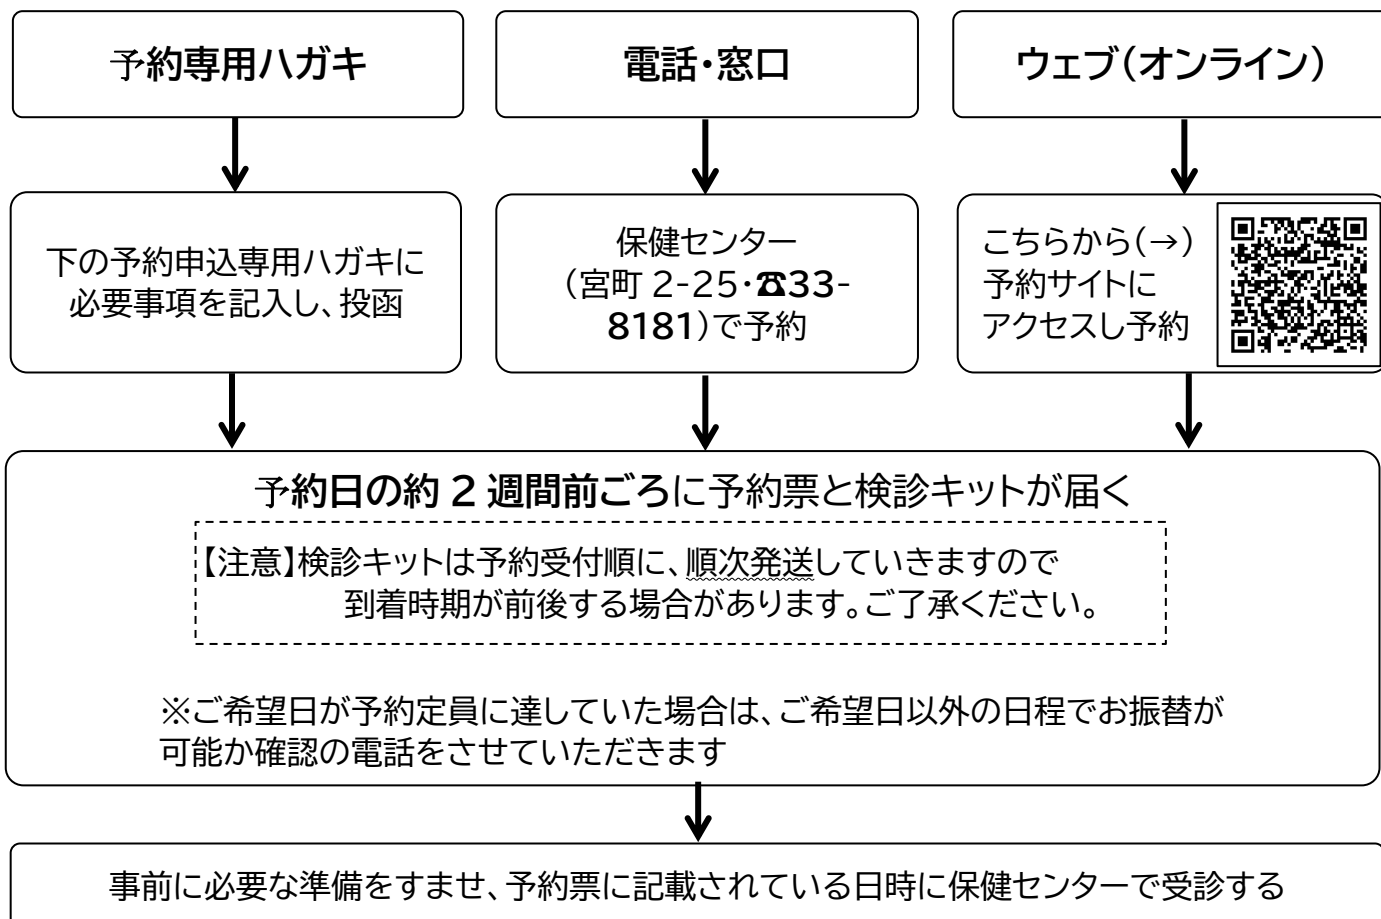 予約専用ハガキ
電話・窓口
ウェブ(オンライン)
下の予約申込専用ハガキに
必要事項を記入し、投函
保健センター
(宮町 2-25・☎33-
8181)で予約
こちらから(→)
予約サイトに
アクセスし予約
予約日の約 2 週間前ごろに予約票と検診キットが届く
【注意】検診キットは予約受付順に、順次発送していきますので
到着時期が前後する場合があります。ご了承ください。
※ご希望日が予約定員に達していた場合は、ご希望日以外の日程でお振替が
可能か確認の電話をさせていただきます
事前に必要な準備をすませ、予約票に記載されている日時に保健センターで受診する